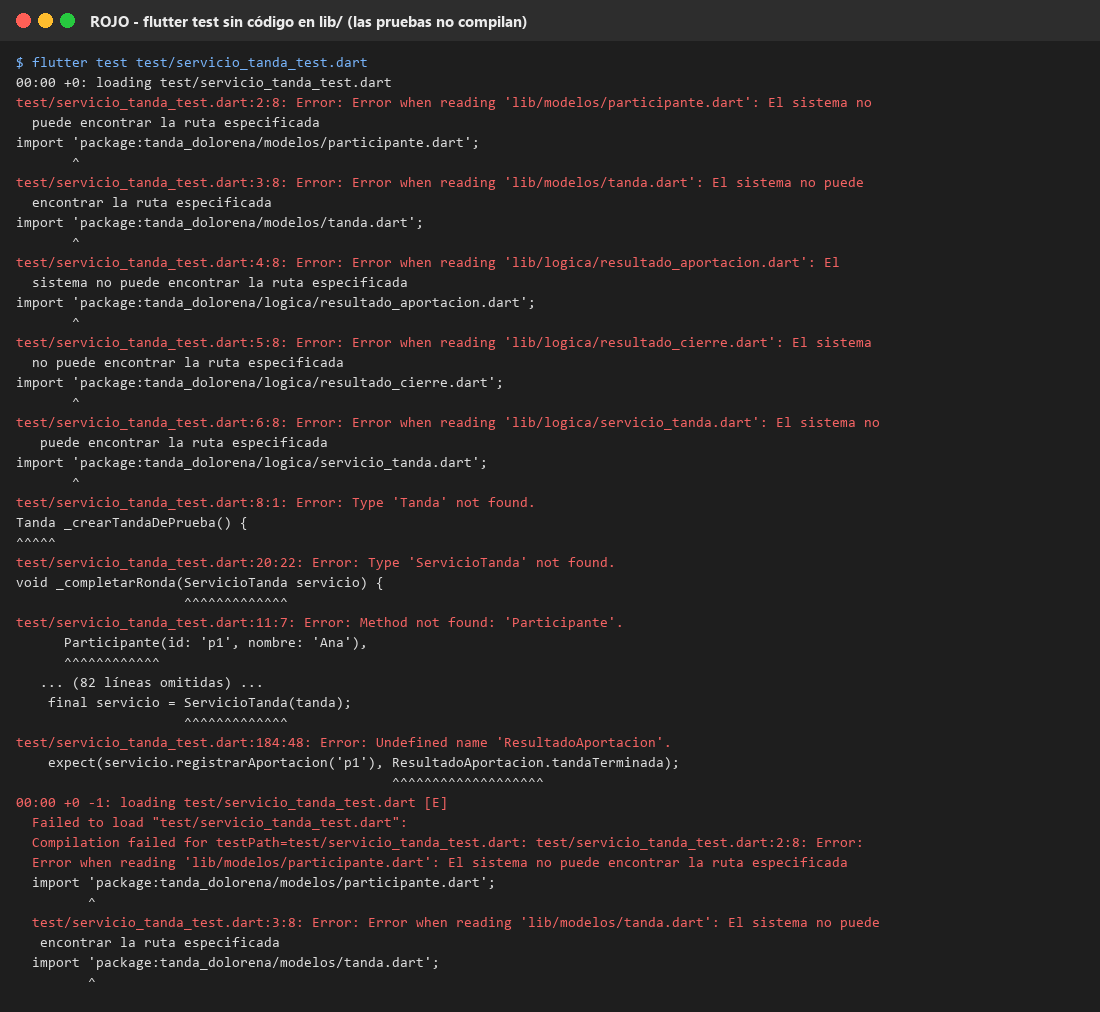 ROJO - flutter test sin código en lib/ (las pruebas no compilan)
$ flutter test test/servicio_tanda_test.dart
00:00 +0: loading test/servicio_tanda_test.dart
test/servicio_tanda_test.dart:2:8: Error: Error when reading 'lib/modelos/participante.dart': El sistema no
  puede encontrar la ruta especificada
import 'package:tanda_dolorena/modelos/participante.dart';
       ^
test/servicio_tanda_test.dart:3:8: Error: Error when reading 'lib/modelos/tanda.dart': El sistema no puede
  encontrar la ruta especificada
import 'package:tanda_dolorena/modelos/tanda.dart';
       ^
test/servicio_tanda_test.dart:4:8: Error: Error when reading 'lib/logica/resultado_aportacion.dart': El
  sistema no puede encontrar la ruta especificada
import 'package:tanda_dolorena/logica/resultado_aportacion.dart';
       ^
test/servicio_tanda_test.dart:5:8: Error: Error when reading 'lib/logica/resultado_cierre.dart': El sistema
  no puede encontrar la ruta especificada
import 'package:tanda_dolorena/logica/resultado_cierre.dart';
       ^
test/servicio_tanda_test.dart:6:8: Error: Error when reading 'lib/logica/servicio_tanda.dart': El sistema no
   puede encontrar la ruta especificada
import 'package:tanda_dolorena/logica/servicio_tanda.dart';
       ^
test/servicio_tanda_test.dart:8:1: Error: Type 'Tanda' not found.
Tanda _crearTandaDePrueba() {
^^^^^
test/servicio_tanda_test.dart:20:22: Error: Type 'ServicioTanda' not found.
void _completarRonda(ServicioTanda servicio) {
                     ^^^^^^^^^^^^^
test/servicio_tanda_test.dart:11:7: Error: Method not found: 'Participante'.
      Participante(id: 'p1', nombre: 'Ana'),
      ^^^^^^^^^^^^
   ... (82 líneas omitidas) ...
    final servicio = ServicioTanda(tanda);
                     ^^^^^^^^^^^^^
test/servicio_tanda_test.dart:184:48: Error: Undefined name 'ResultadoAportacion'.
    expect(servicio.registrarAportacion('p1'), ResultadoAportacion.tandaTerminada);
                                               ^^^^^^^^^^^^^^^^^^^
00:00 +0 -1: loading test/servicio_tanda_test.dart [E]
  Failed to load "test/servicio_tanda_test.dart":
  Compilation failed for testPath=test/servicio_tanda_test.dart: test/servicio_tanda_test.dart:2:8: Error:
  Error when reading 'lib/modelos/participante.dart': El sistema no puede encontrar la ruta especificada
  import 'package:tanda_dolorena/modelos/participante.dart';
         ^
  test/servicio_tanda_test.dart:3:8: Error: Error when reading 'lib/modelos/tanda.dart': El sistema no puede
   encontrar la ruta especificada
  import 'package:tanda_dolorena/modelos/tanda.dart';
         ^